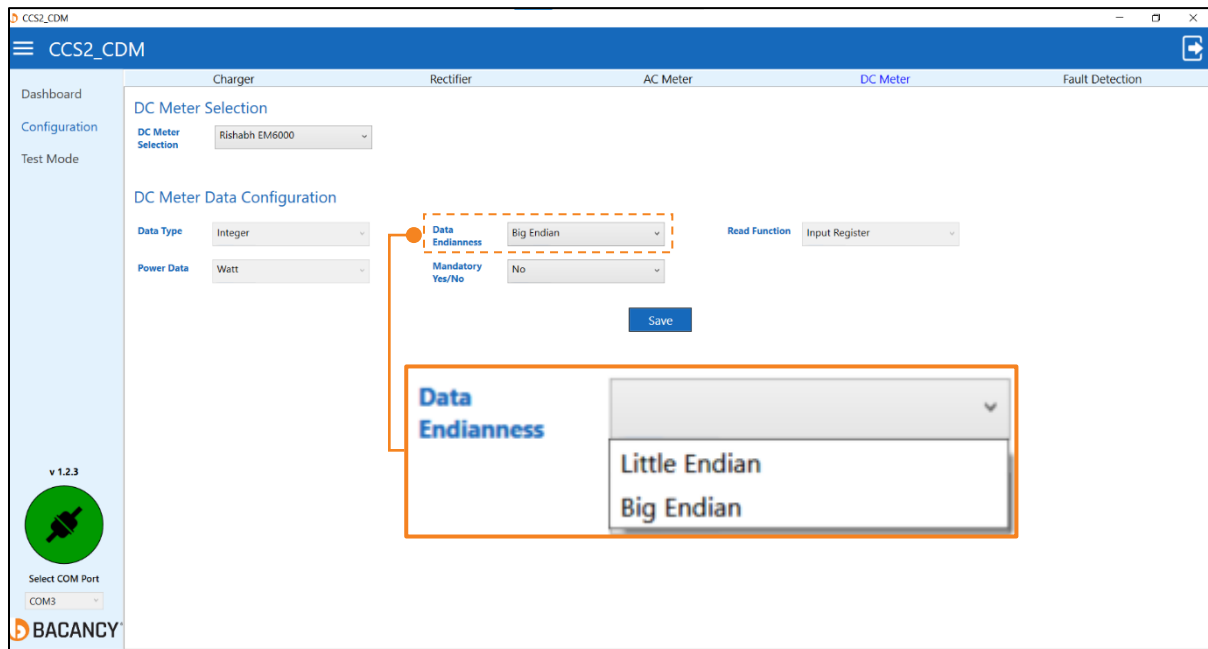 CCS2_CDM
CCS2_CDM
Charger Rectifier AC Meter DC Meter Fault Detection
Dashboard
Configuration
Test Mode
DC Meter Selection
DC Meter
Selection
Rishabh EM6000
DC Meter Data Configuration
Data Type
Integer
Data
Endianness
Big Endian
Read Function
Input Register
Power Data
Watt
Mandatory
Yes/No
No
Save
Data
Endianness
Little Endian
Big Endian
v 1.2.3
Select COM Port
COM3
BACANCY